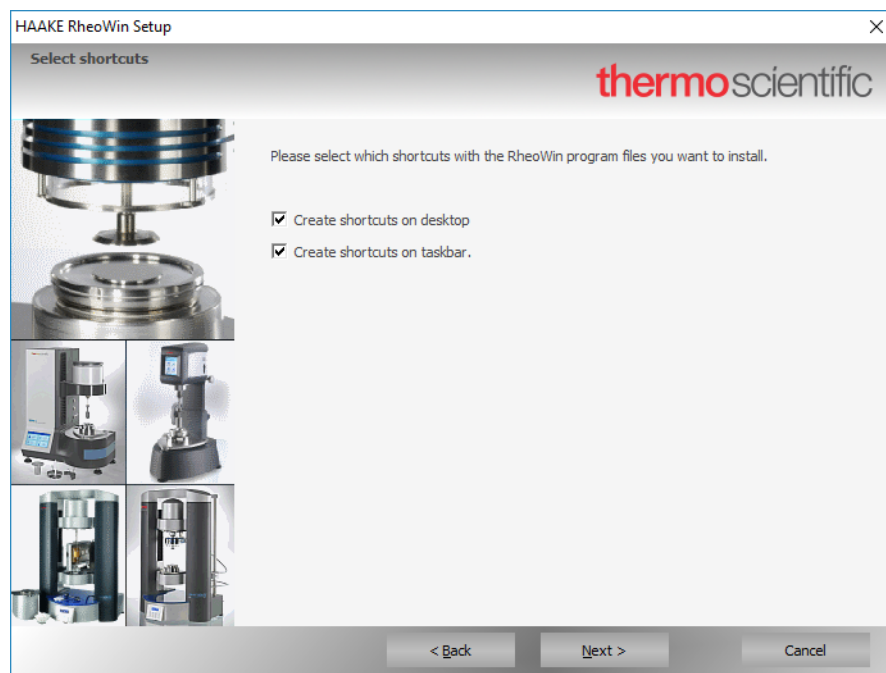 HAAKE RheoWin Setup
Select shortcuts
thermoscientific
Please select which shortcuts with the RheoWin program files you want to install.
Create shortcuts on desktop
Create shortcuts on taskbar.
< Back
Next >
Cancel